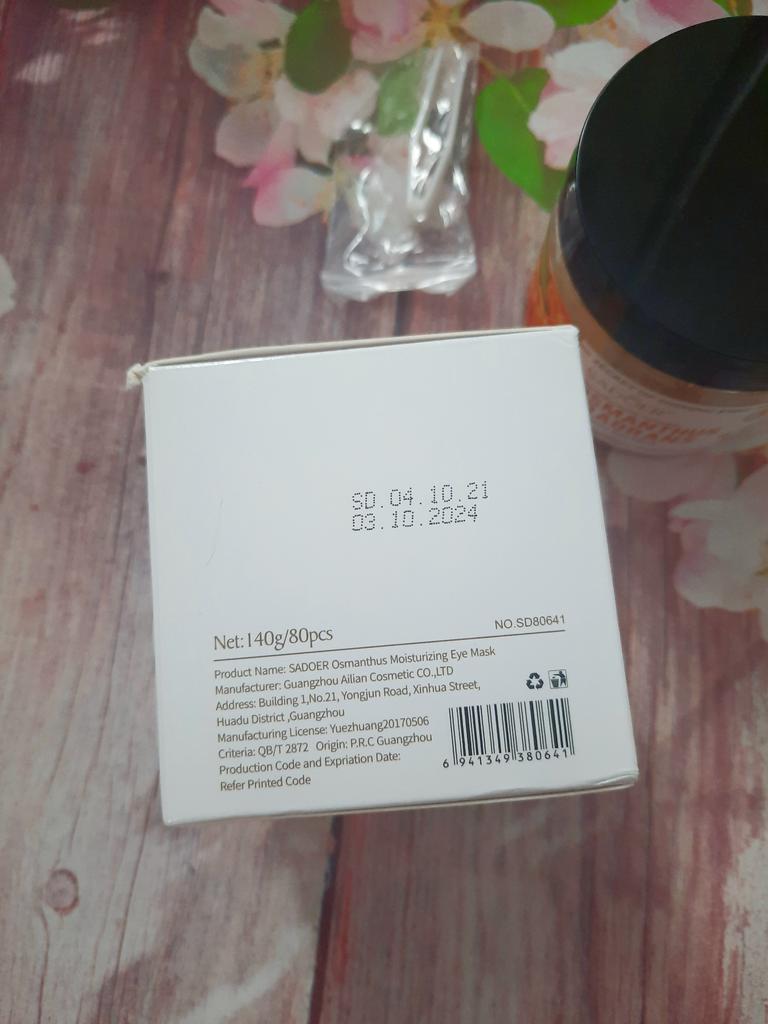 SD.04.10.21
03.10.2024
Net:140g/80pcs
NO.SD80641
Product Name: SADOER Osmanthus Moisturizing Eye Mask
Manufacturer: Guangzhou Ailian Cosmetic CO.,LTD
Address: Building 1,No.21, Yongjun Road, Xinhua Street,
Huadu District ,Guangzhou
Manufacturing License: Yuezhuang20170506
Criteria: QB/T 2872 Origin: P.R.C Guangzhou
Production Code and Expriation Date:
Refer Printed Code
6 941349 380641